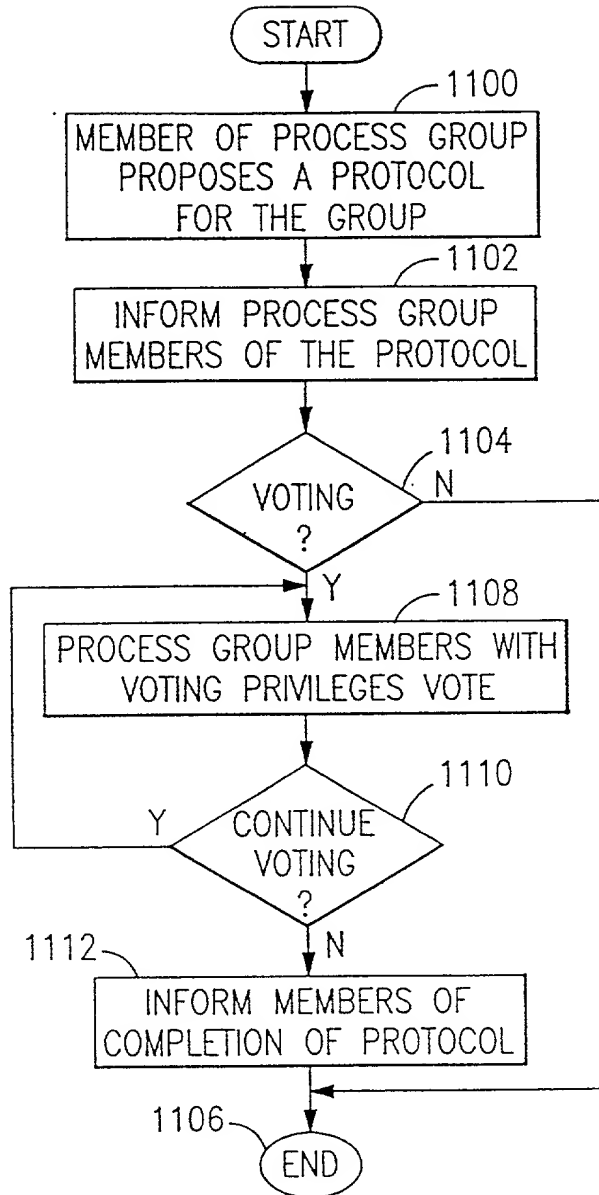 START
1100
MEMBER OF PROCESS GROUP
PROPOSES A PROTOCOL
FOR THE GROUP
1102
INFORM PROCESS GROUP
MEMBERS OF THE PROTOCOL
1104
VOTING
?
N
Y
1108
PROCESS GROUP MEMBERS WITH
VOTING PRIVILEGES VOTE
1110
Y
CONTINUE
VOTING
?
N
1112
INFORM MEMBERS OF
COMPLETION OF PROTOCOL
1106
END